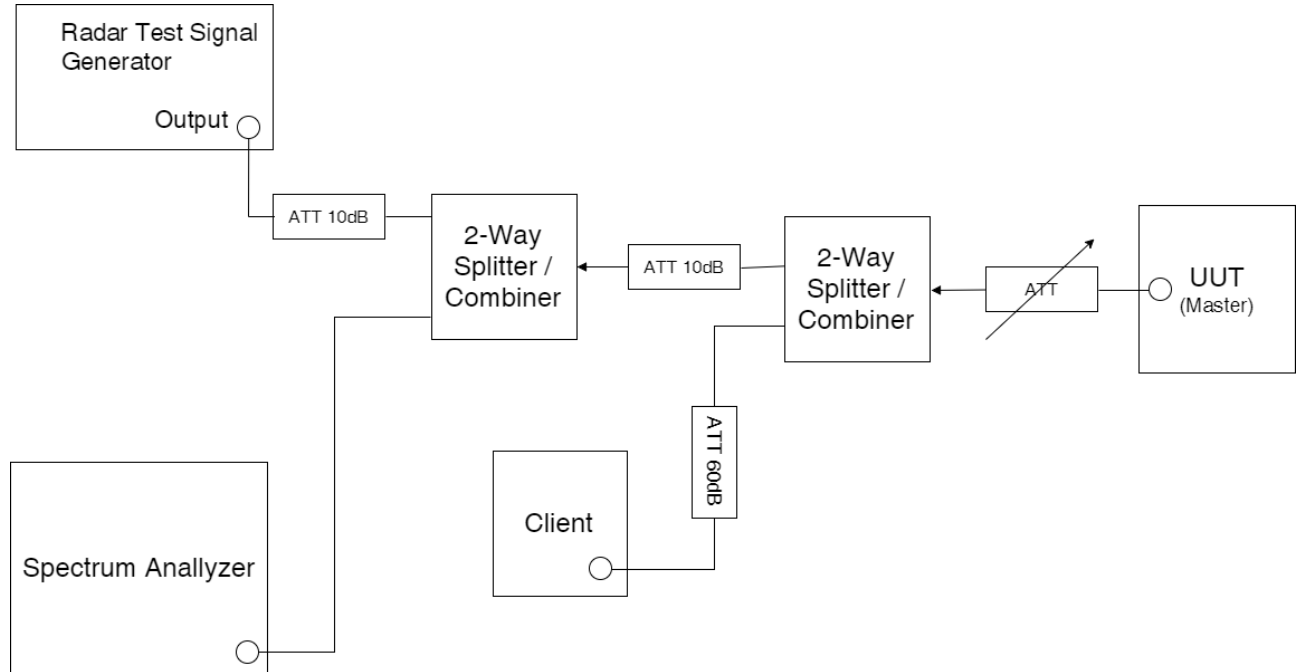 Radar Test Signal
Generator
Output
ATT 10dB
2-Way
Splitter /
Combiner
ATT 10dB
2-Way
Splitter /
Combiner
ATT
UUT
(Master)
ATT 60dB
Client
Spectrum Anallyzer